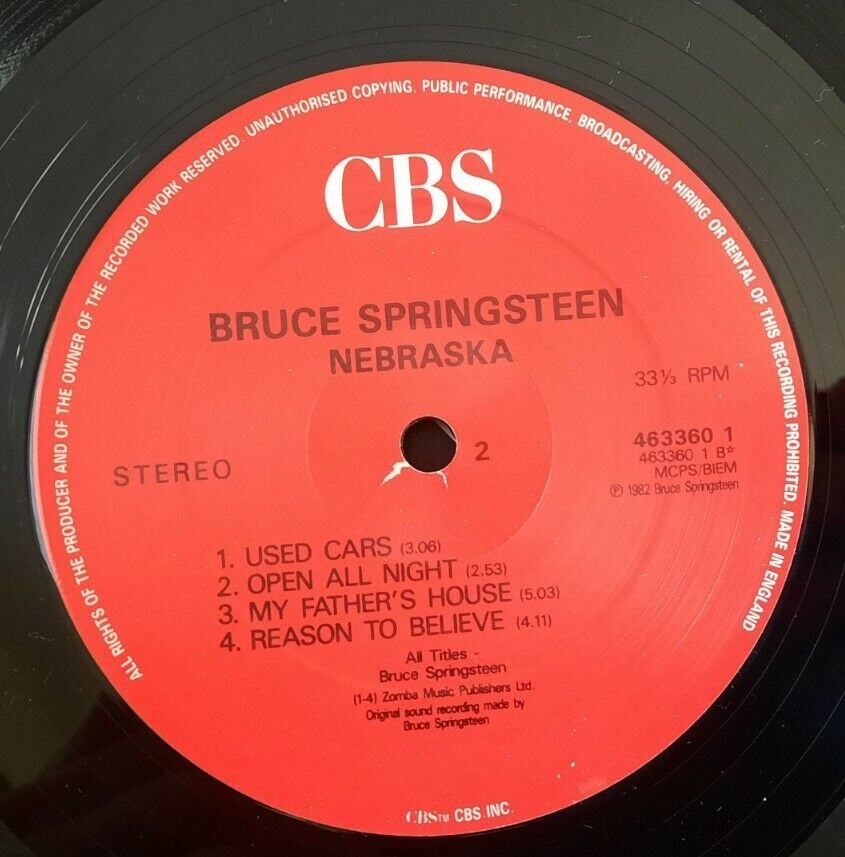 ALL RIGHTS OF THE PRODUCER AND OF THE OWNER OF THE RECORDED WORK RESERVED. UNAUTHORISED COPYING, PUBLIC PERFORMANCE, BROADCASTING, HIRING OR RENTAL OF THIS RECORDING PROHIBITED. MADE IN ENGLAND
CBS
BRUCE SPRINGSTEEN
NEBRASKA
33⅓ RPM
STEREO
2
463360 1
463360 1 B☆
MCPS/BIEM
℗ 1982 Bruce Springsteen
1. USED CARS (3.06)
2. OPEN ALL NIGHT (2.53)
3. MY FATHER'S HOUSE (5.03)
4. REASON TO BELIEVE (4.11)
All Titles -
Bruce Springsteen
(1-4) Zomba Music Publishers Ltd.
Original sound recording made by
Bruce Springsteen
CBS™ CBS INC.